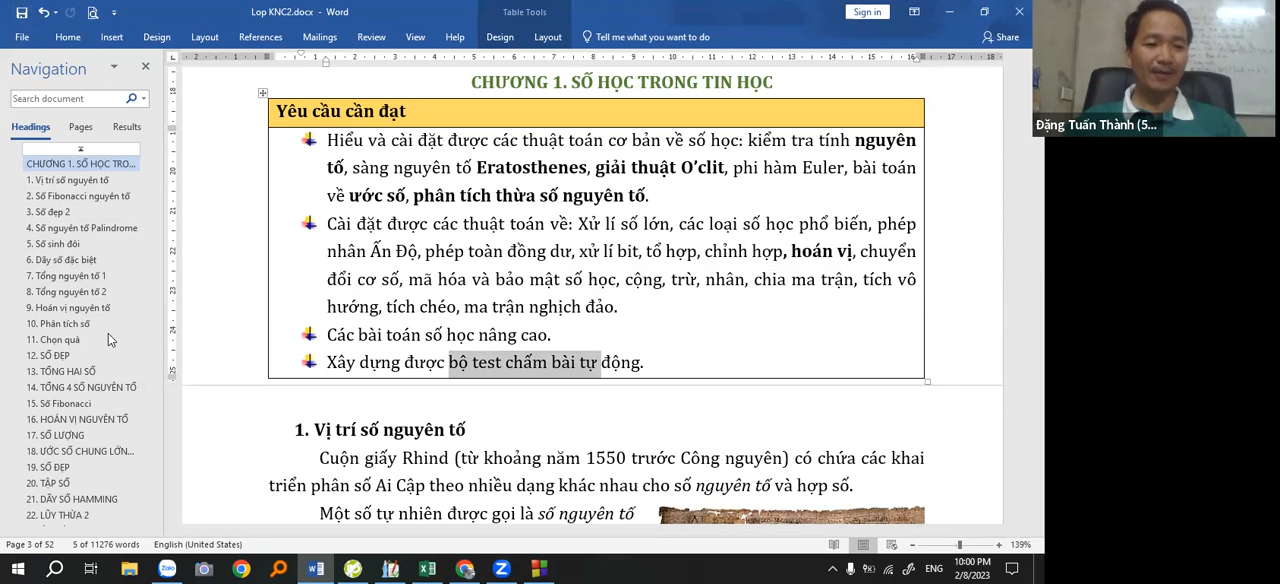 Lop KNC2.docx - Word
Table Tools
Sign in
File
Home
Insert
Design
Layout
References
Mailings
Review
View
Help
Design
Layout
Tell me what you want to do
Share
Navigation
Search document
Headings
Pages
Results
CHƯƠNG 1. SỐ HỌC TRO...
1. Vị trí số nguyên tố
2. Số Fibonacci nguyên tố
3. Số đẹp 2
4. Số nguyên tố Palindrome
5. Số sinh đôi
6. Dãy số đặc biệt
7. Tổng nguyên tố 1
8. Tổng nguyên tố 2
9. Hoán vị nguyên tố
10. Phân tích số
11. Chọn quà
12. SỐ ĐẸP
13. TỔNG HAI SỐ
14. TỔNG 4 SỐ NGUYÊN TỐ
15. Số Fibonacci
16. HOÁN VỊ NGUYÊN TỐ
17. SỐ LƯỢNG
18. ƯỚC SỐ CHUNG LỚN...
19. SỐ ĐẸP
20. TẬP SỐ
21. DÃY SỐ HAMMING
22. LŨY THỪA 2
CHƯƠNG 1. SỐ HỌC TRONG TIN HỌC
Yêu cầu cần đạt
Hiểu và cài đặt được các thuật toán cơ bản về số học: kiểm tra tính nguyên
tố, sàng nguyên tố Eratosthenes, giải thuật O'clit, phi hàm Euler, bài toán
về ước số, phân tích thừa số nguyên tố.
Cài đặt được các thuật toán về: Xử lí số lớn, các loại số học phổ biến, phép
nhân Ấn Độ, phép toàn đồng dư, xử lí bit, tổ hợp, chỉnh hợp, hoán vị, chuyển
đổi cơ số, mã hóa và bảo mật số học, cộng, trừ, nhân, chia ma trận, tích vô
hướng, tích chéo, ma trận nghịch đảo.
Các bài toán số học nâng cao.
Xây dựng được bộ test chấm bài tự động.
1. Vị trí số nguyên tố
Cuộn giấy Rhind (từ khoảng năm 1550 trước Công nguyên) có chứa các khai
triển phân số Ai Cập theo nhiều dạng khác nhau cho số nguyên tố và hợp số.
Một số tự nhiên được gọi là số nguyên tố
Đặng Tuấn Thành (5...
Page 3 of 52
5 of 11276 words
English (United States)
139%
Zalo
ENG
10:00 PM
2/8/2023